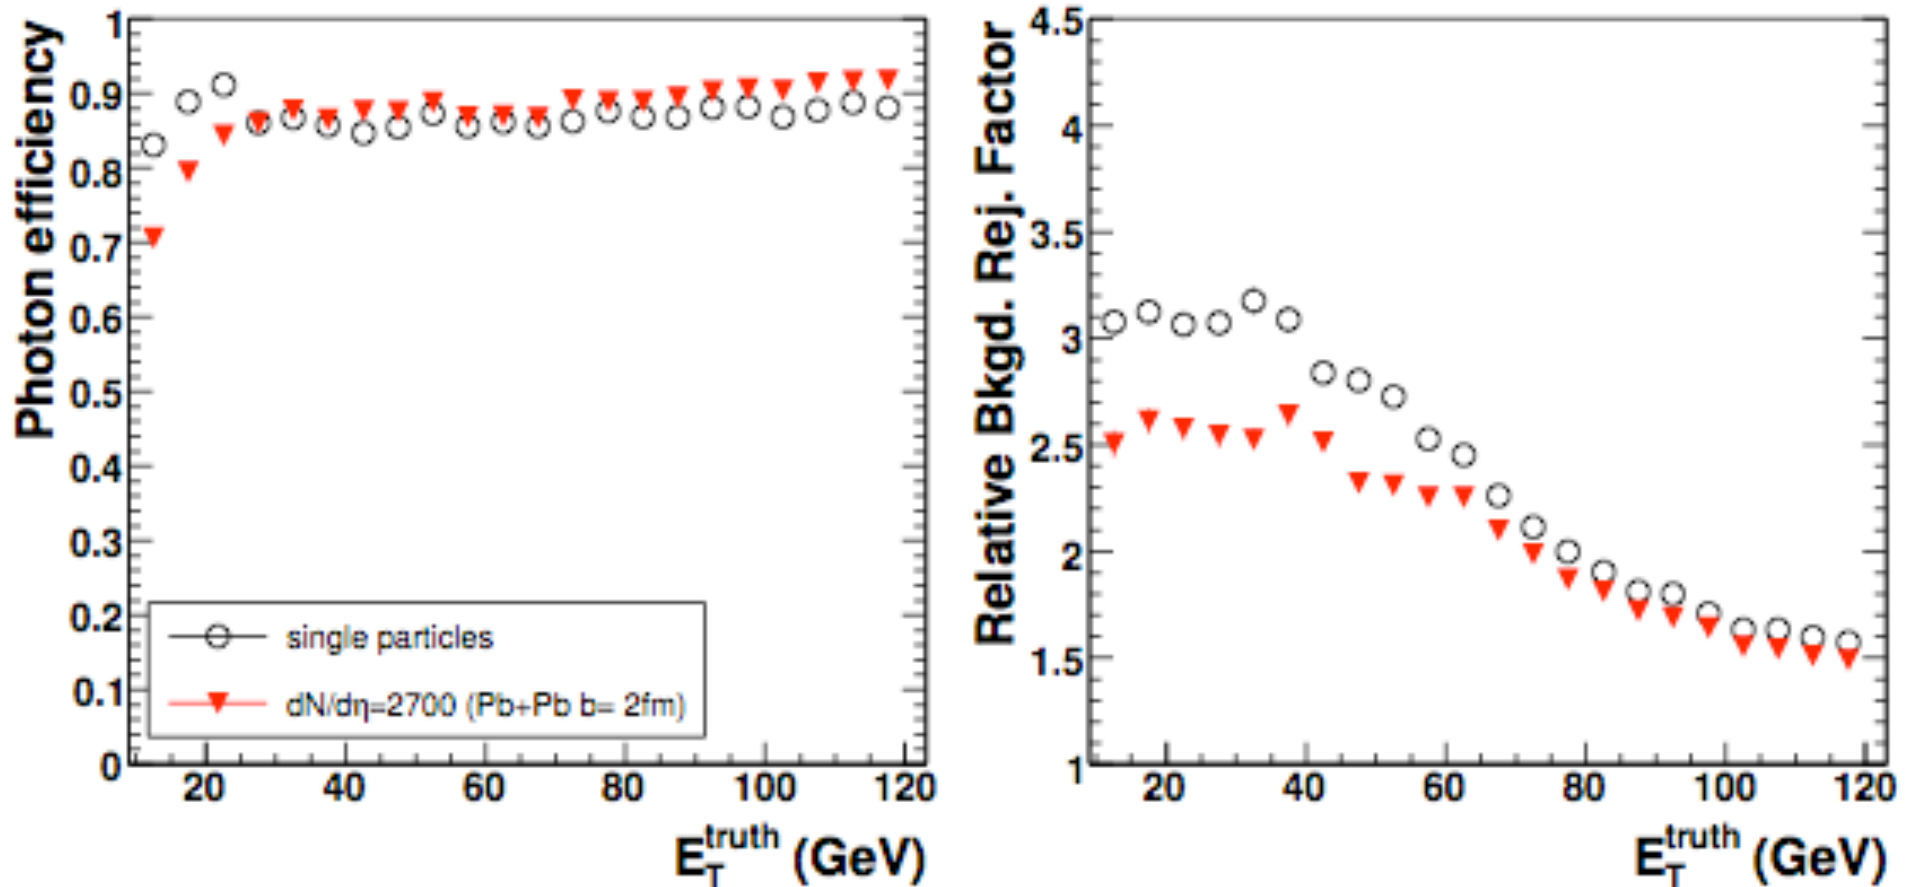 Photon efficiency
1
0.9
0.8
0.7
0.6
0.5
0.4
0.3
0.2
0.1
0
single particles
dN/dη=2700 (Pb+Pb b= 2fm)
20 40 60 80 100 120
E_T^truth (GeV)
Relative Bkgd. Rej. Factor
4.5
4
3.5
3
2.5
2
1.5
1
20 40 60 80 100 120
E_T^truth (GeV)